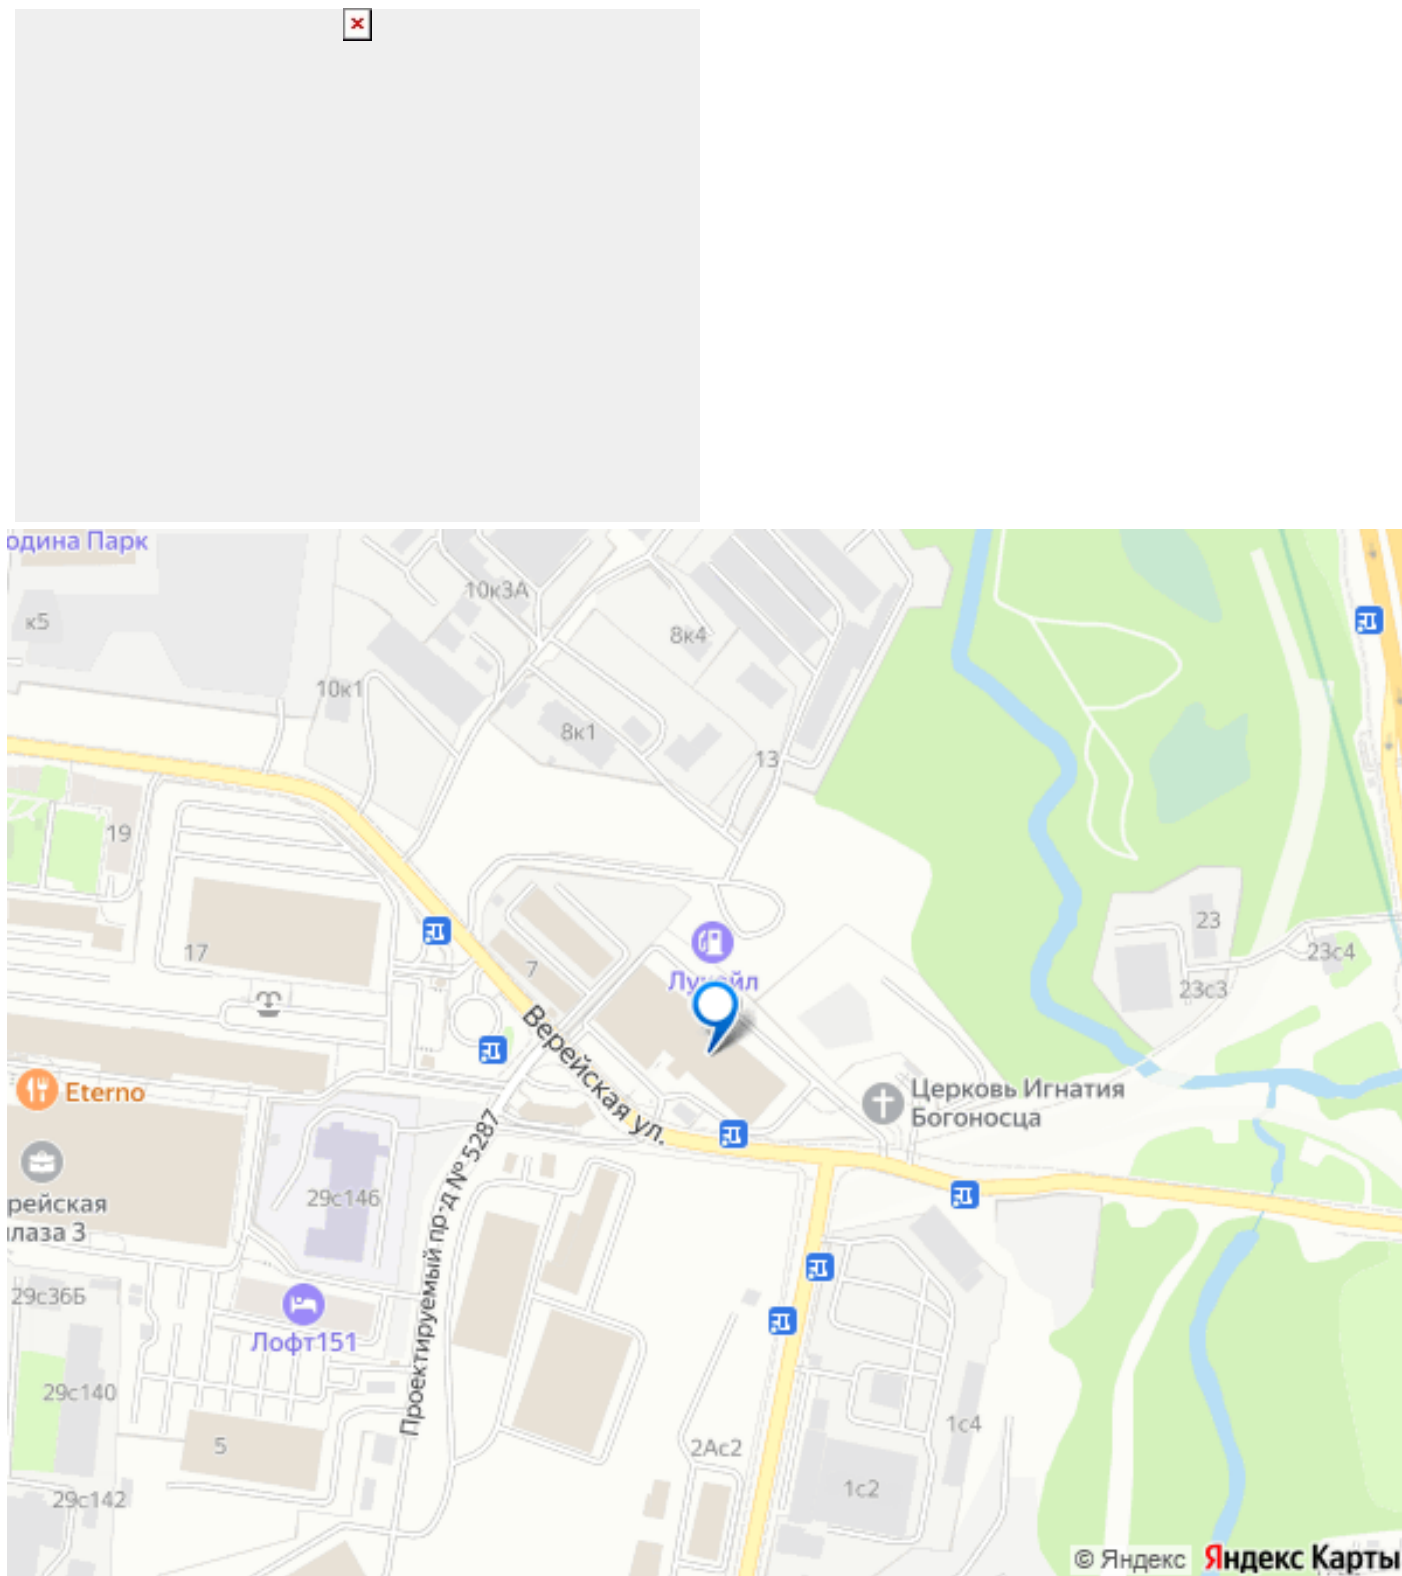 одина Парк
10к3А
к5
8к4
10к1
8к1
13
19
23
17
7
Лукойл
23с4
23с3
Верейская ул.
Eterno
Церковь Игнатия
Богоносца
рейская
лаза 3
29с146
Проектируемый пр-д № 5287
29с36Б
Лофт151
29с140
5
1с4
2Ас2
1с2
29с142
© Яндекс
Яндекс Карты